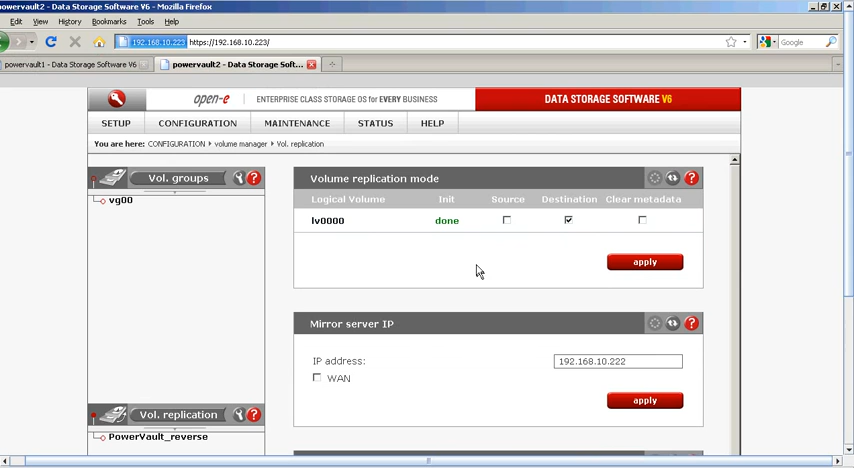 powervault2 - Data Storage Software V6 - Mozilla Firefox
Edit View History Bookmarks Tools Help
192.168.10.223 https://192.168.10.223/
Google
powervault1 - Data Storage Software V6
powervault2 - Data Storage Soft...
open-e
ENTERPRISE CLASS STORAGE OS for EVERY BUSINESS
DATA STORAGE SOFTWARE V6
SETUP CONFIGURATION MAINTENANCE STATUS HELP
You are here: CONFIGURATION volume manager Vol. replication
Vol. groups
vg00
Vol. replication
PowerVault_reverse
Volume replication mode
Logical Volume Init Source Destination Clear metadata
lv0000 done
apply
Mirror server IP
IP address: 192.168.10.222
WAN
apply